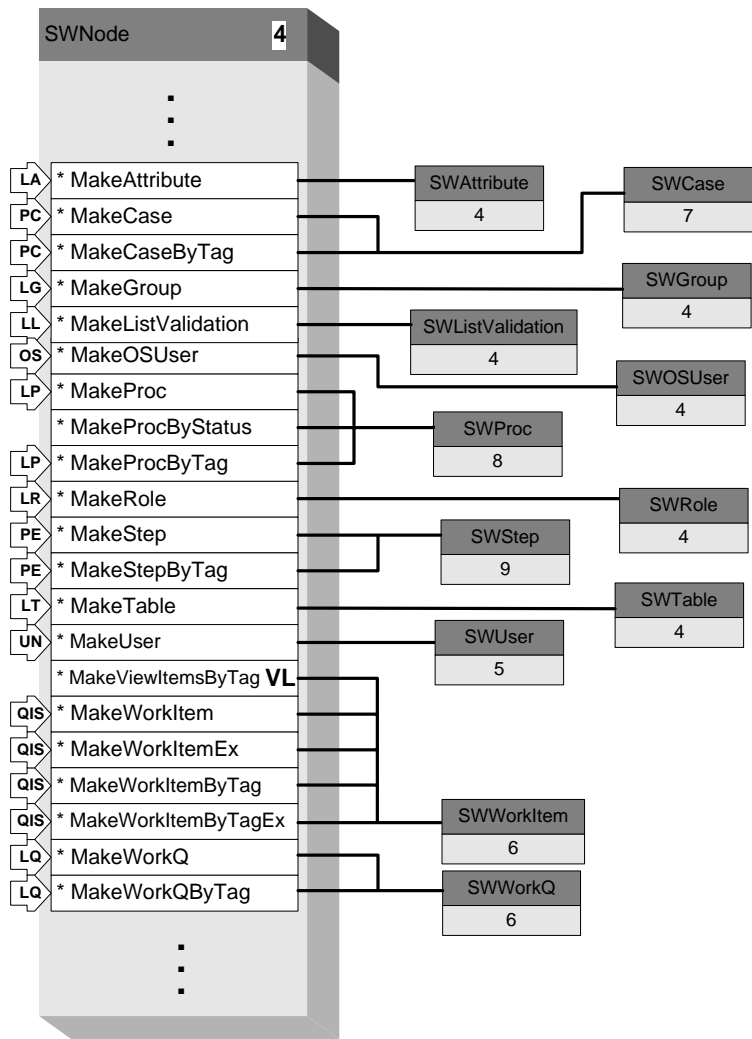 SWNode 4
LA * MakeAttribute
PC * MakeCase
PC * MakeCaseByTag
LG * MakeGroup
LL * MakeListValidation
OS * MakeOSUser
LP * MakeProc
* MakeProcByStatus
LP * MakeProcByTag
LR * MakeRole
PE * MakeStep
PE * MakeStepByTag
LT * MakeTable
UN * MakeUser
* MakeViewItemsByTag VL
QIS * MakeWorkItem
QIS * MakeWorkItemEx
QIS * MakeWorkItemByTag
QIS * MakeWorkItemByTagEx
LQ * MakeWorkQ
LQ * MakeWorkQByTag
SWAttribute
4
SWCase
7
SWGroup
4
SWListValidation
4
SWOSUser
4
SWProc
8
SWRole
4
SWStep
9
SWTable
4
SWUser
5
SWWorkItem
6
SWWorkQ
6